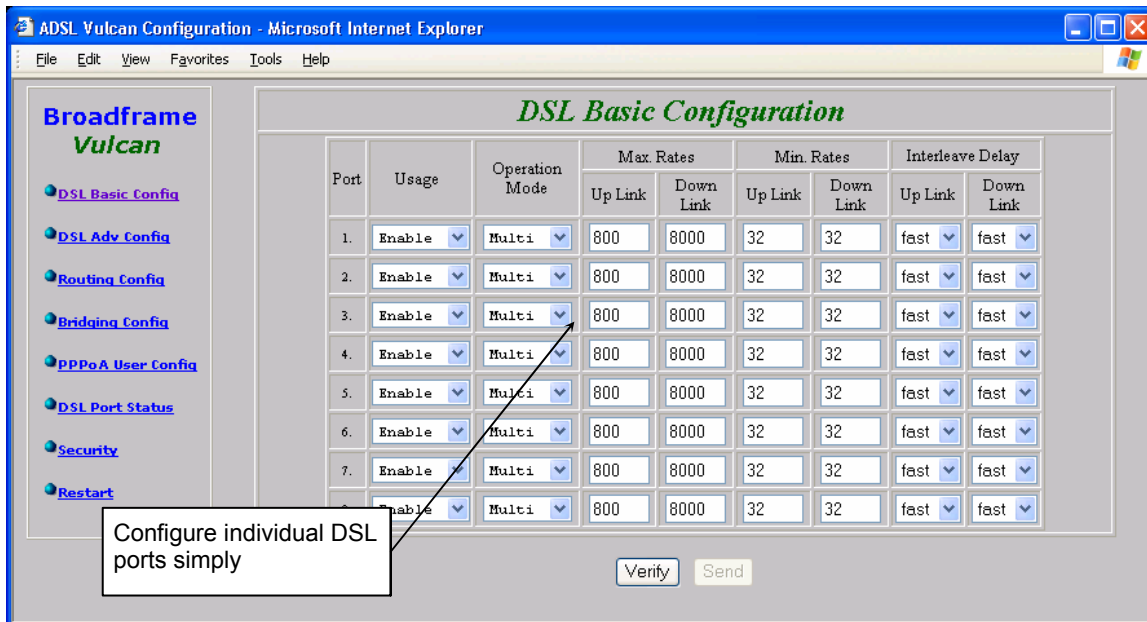 ADSL Vulcan Configuration - Microsoft Internet Explorer
File Edit View Favorites Tools Help
Broadframe
Vulcan
DSL Basic Config
DSL Adv Config
Routing Config
Bridging Config
PPPoA User Config
DSL Port Status
Security
Restart
DSL Basic Configuration
Port Usage Operation Mode Max. Rates Min. Rates Interleave Delay
Up Link Down Link Up Link Down Link Up Link Down Link
1. Enable Multi 800 8000 32 32 fast fast
2. Enable Multi 800 8000 32 32 fast fast
3. Enable Multi 800 8000 32 32 fast fast
4. Enable Multi 800 8000 32 32 fast fast
5. Enable Multi 800 8000 32 32 fast fast
6. Enable Multi 800 8000 32 32 fast fast
7. Enable Multi 800 8000 32 32 fast fast
Enable Multi 800 8000 32 32 fast fast
Configure individual DSL
ports simply
Verify Send